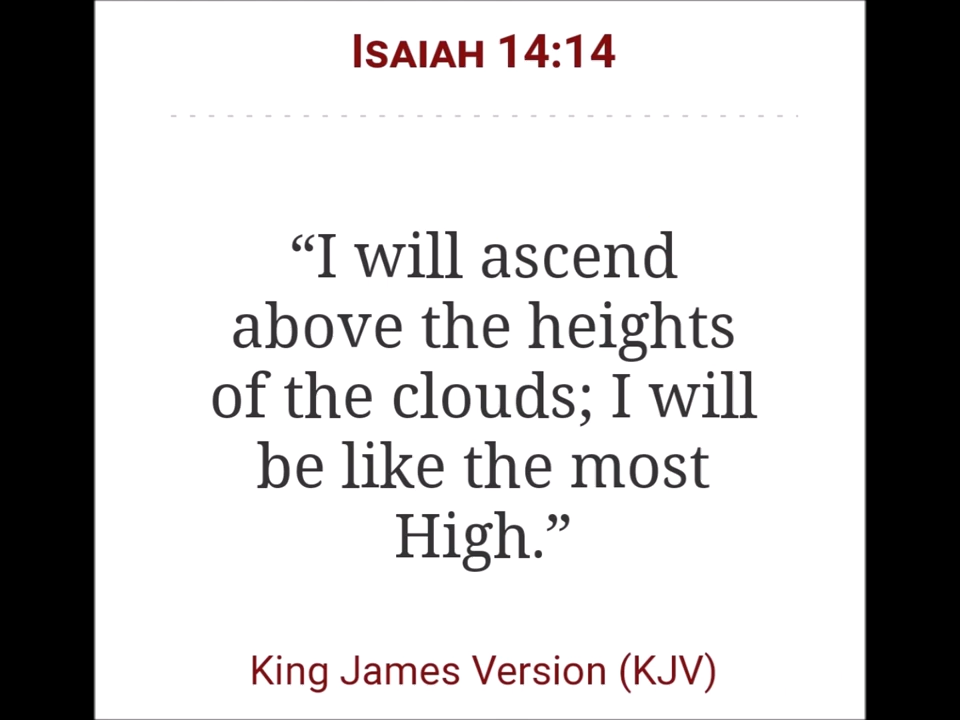 Isaiah 14:14
“I will ascend
above the heights
of the clouds; I will
be like the most
High.”
King James Version (KJV)